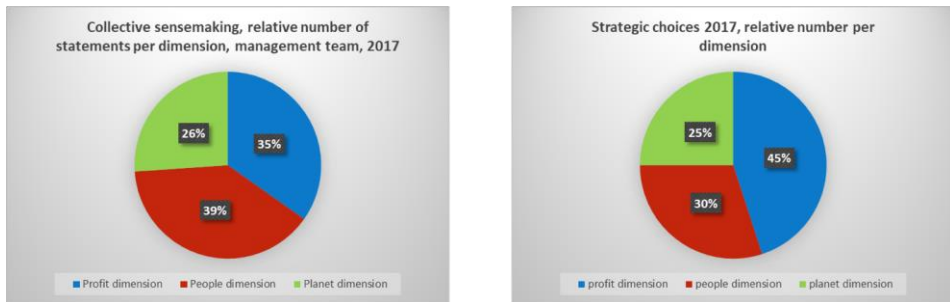 Collective sensemaking, relative number of
statements per dimension, management team, 2017
26%
35%
39%
Profit dimension People dimension Planet dimension
Strategic choices 2017, relative number per
dimension
25%
45%
30%
profit dimension people dimension planet dimension